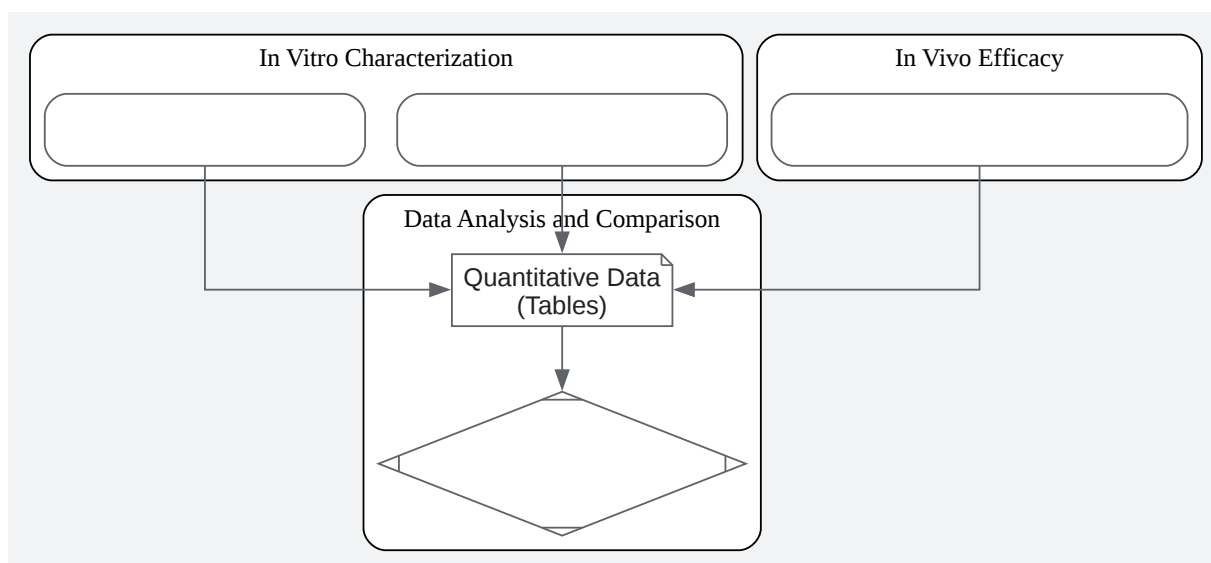 In Vitro Characterization
In Vivo Efficacy
Data Analysis and Comparison
Quantitative Data
(Tables)